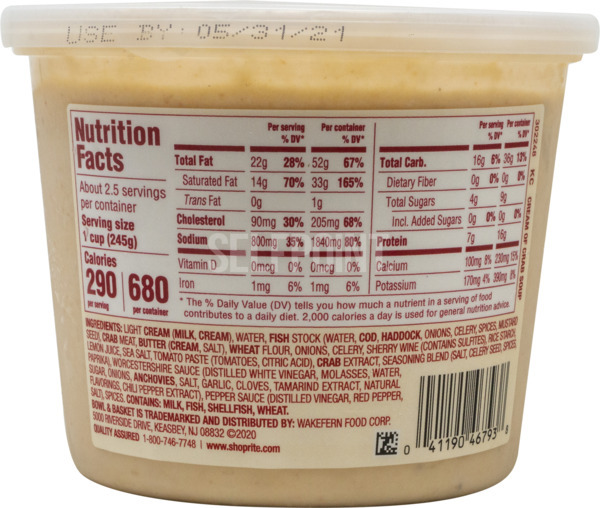 USE BY: 05/31/21
Nutrition Facts
About 2.5 servings
per container
Serving size
1 cup (245g)
Calories
290 680
per serving per container
Per serving Per container
% DV* % DV*
Total Fat 22g 28% 52g 67%
Saturated Fat 14g 70% 33g 165%
Trans Fat 0g 1g
Cholesterol 90mg 30% 205mg 68%
Sodium 800mg 35% 1840mg 80%
Vitamin D 0mcg 0% 0mcg 0%
Iron 1mg 6% 1mg 6%
Per serving Per container
% DV* % DV*
Total Carb. 16g 6% 36g 13%
Dietary Fiber 0g 0% 0g 0%
Total Sugars 4g 9g
Incl. Added Sugars 0g 0% 0g 0%
Protein 7g 16g
Calcium 100mg 8% 230mg 15%
Potassium 170mg 4% 390mg 8%
* The % Daily Value (DV) tells you how much a nutrient in a serving of food
contributes to a daily diet. 2,000 calories a day is used for general nutrition advice.
302248 KC CREAM OF CRAB SOUP
INGREDIENTS: LIGHT CREAM (MILK, CREAM), WATER, FISH STOCK (WATER, COD, HADDOCK, ONIONS, CELERY, SPICES, MUSTARD
SEED), CRAB MEAT, BUTTER (CREAM, SALT), WHEAT FLOUR, ONIONS, CELERY, SHERRY WINE (CONTAINS SULFITES), RICE STARCH,
LEMON JUICE, SEA SALT, TOMATO PASTE (TOMATOES, CITRIC ACID), CRAB EXTRACT, SEASONING BLEND (SALT, CELERY SEED, SPICES,
PAPRIKA), WORCESTERSHIRE SAUCE (DISTILLED WHITE VINEGAR, MOLASSES, WATER,
SUGAR, ONIONS, ANCHOVIES, SALT, GARLIC, CLOVES, TAMARIND EXTRACT, NATURAL
FLAVORINGS, CHILI PEPPER EXTRACT), PEPPER SAUCE (DISTILLED VINEGAR, RED PEPPER,
SALT), SPICES. CONTAINS: MILK, FISH, SHELLFISH, WHEAT.
BOWL & BASKET IS TRADEMARKED AND DISTRIBUTED BY: WAKEFERN FOOD CORP.
5000 RIVERSIDE DRIVE, KEASBEY, NJ 08832 ©2020
QUALITY ASSURED 1-800-746-7748 | www.shoprite.com
0 41190 46793 8